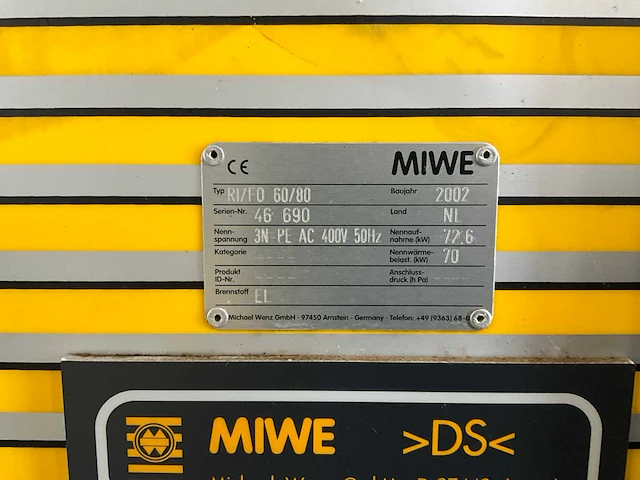 CE MIWE
Typ RI/FO 60/80 Baujahr 2002
Serien-Nr. 46 690 Land NL
Nenn-spannung 3N-PE AC 400V 50Hz Nennauf-nahme (kW) 72.6
Kategorie ---- Nennwärme-belast. (kW) 70
Produkt ID-Nr. ---- Anschluss-druck (h Pa) ----
Brennstoff EL
Michael Wenz GmbH · 97450 Arnstein · Germany · Telefon: +49 (9363) 68-0
MIWE >DS<